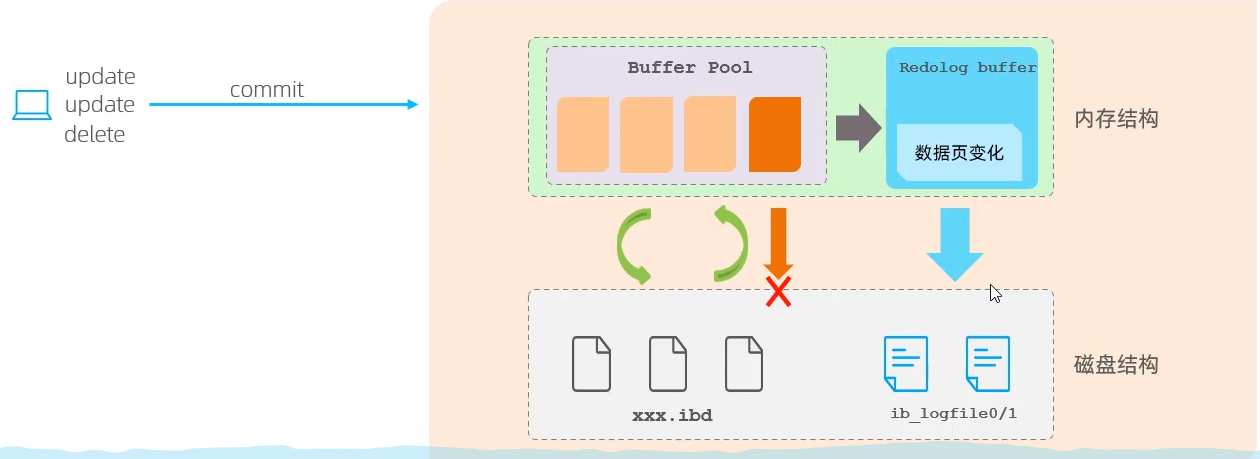 update
update
delete
commit
Buffer Pool
Redolog buffer
数据页变化
内存结构
xxx.ibd
ib_logfile0/1
磁盘结构